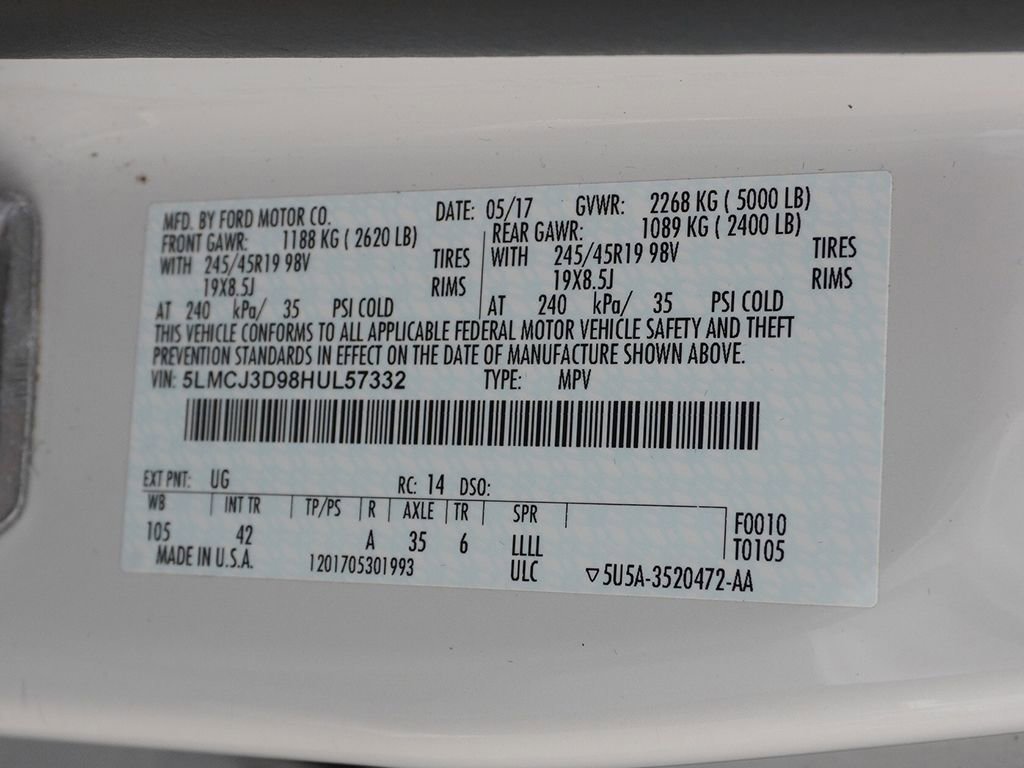 MFD. BY FORD MOTOR CO. DATE: 05/17 GVWR: 2268 KG ( 5000 LB)
FRONT GAWR: 1188 KG ( 2620 LB) REAR GAWR: 1089 KG ( 2400 LB)
WITH 245/45R19 98V TIRES WITH 245/45R19 98V TIRES
19X8.5J RIMS 19X8.5J RIMS
AT 240 kPa/ 35 PSI COLD AT 240 kPa/ 35 PSI COLD
THIS VEHICLE CONFORMS TO ALL APPLICABLE FEDERAL MOTOR VEHICLE SAFETY AND THEFT
PREVENTION STANDARDS IN EFFECT ON THE DATE OF MANUFACTURE SHOWN ABOVE.
VIN: 5LMCJ3D98HUL57332 TYPE: MPV
EXT PNT: UG RC: 14 DSO:
WB INT TR TP/PS R AXLE TR SPR
105 42 A 35 6 LLLL F0010
T0105
MADE IN U.S.A. 1201705301993 ULC ▽5U5A-3520472-AA